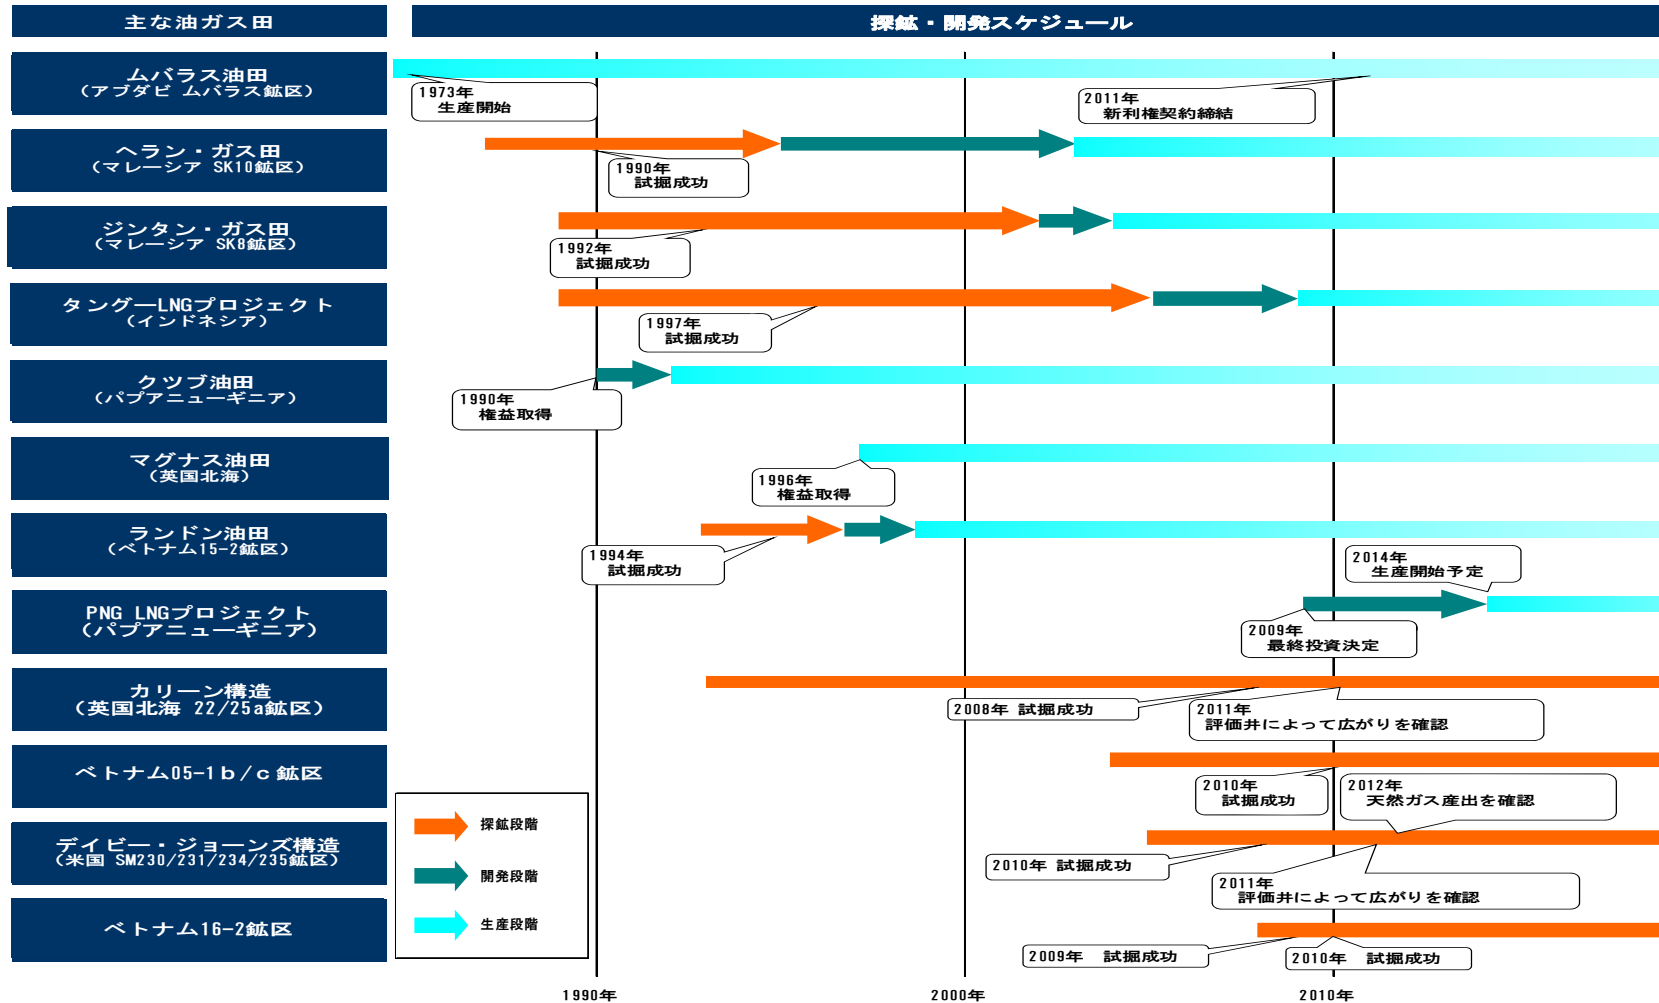 主な油ガス田
探鉱・開発スケジュール
ムバラス油田
（アブダビ ムバラス鉱区）
1973年
生産開始
2011年
新利権契約締結
ヘラン・ガス田
（マレーシア SK10鉱区）
1990年
試掘成功
ジンタン・ガス田
（マレーシア SK8鉱区）
1992年
試掘成功
タングーLNGプロジェクト
（インドネシア）
1997年
試掘成功
クツブ油田
（パプアニューギニア）
1990年
権益取得
マグナス油田
（英国北海）
1996年
権益取得
ランドン油田
（ベトナム15-2鉱区）
1994年
試掘成功
2014年
生産開始予定
PNG LNGプロジェクト
（パプアニューギニア）
2009年
最終投資決定
カリーン構造
（英国北海 22/25a鉱区）
2008年 試掘成功
2011年
評価井によって広がりを確認
ベトナム05-1ｂ/ｃ鉱区
2010年
試掘成功
2012年
天然ガス産出を確認
デイビー・ジョーンズ構造
（米国 SM230/231/234/235鉱区）
2010年 試掘成功
2011年
評価井によって広がりを確認
ベトナム16-2鉱区
2009年　試掘成功
2010年　試掘成功
探鉱段階
開発段階
生産段階
1990年
2000年
2010年